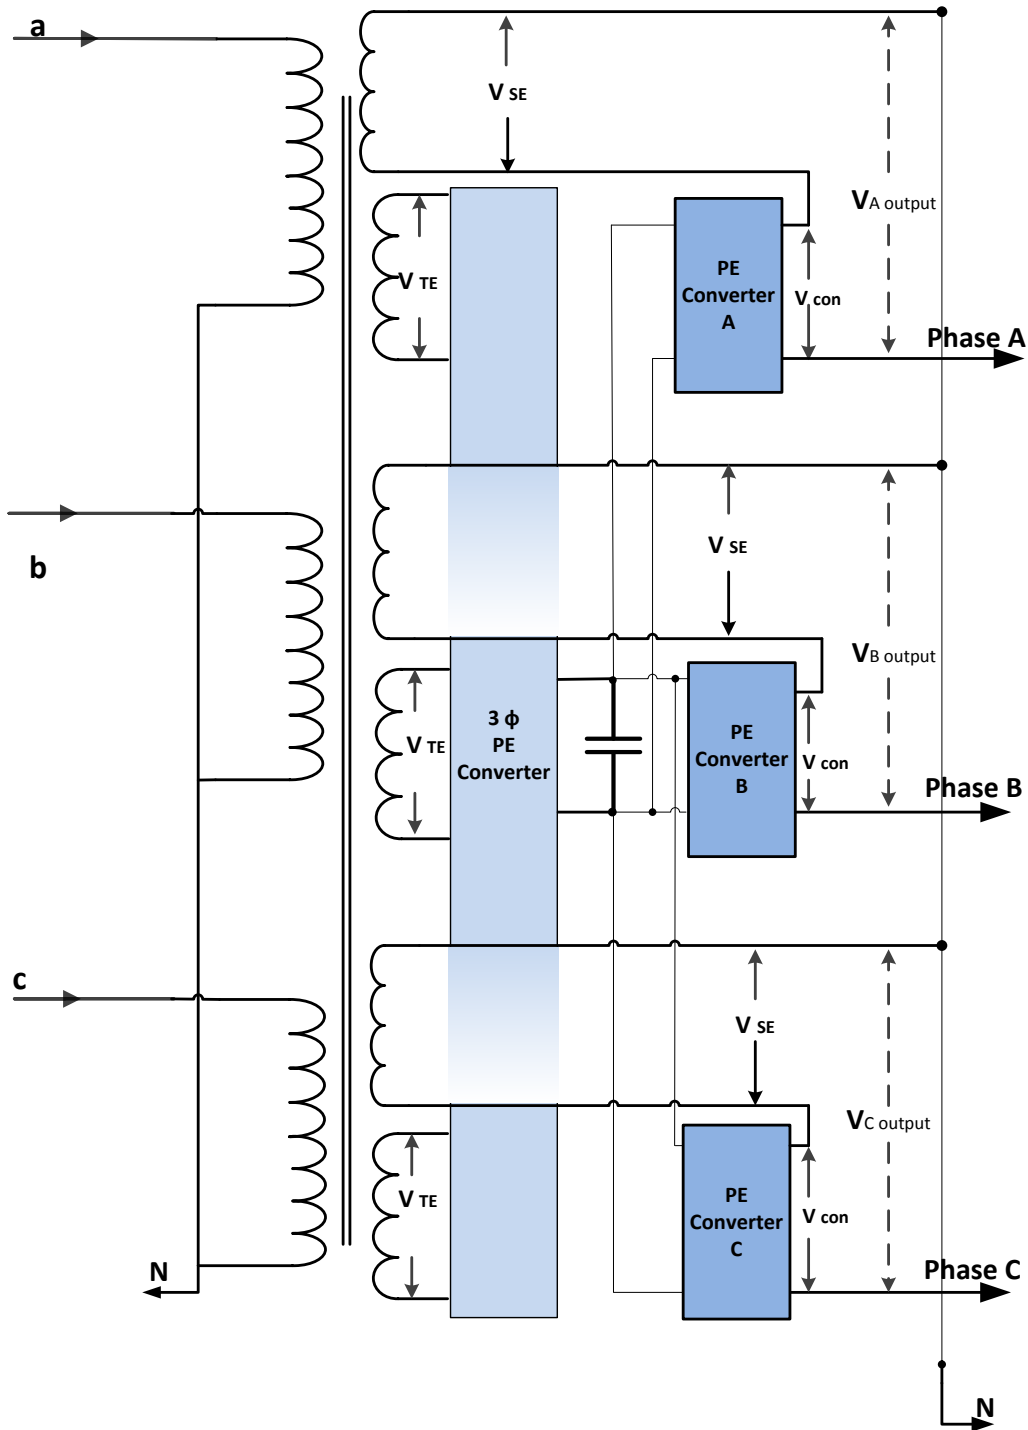 a
V SE
V A output
V TE
PE
Converter
A
V con
Phase A
b
V SE
V B output
V TE
3 ϕ
PE
Converter
PE
Converter
B
V con
Phase B
c
V SE
V C output
V TE
PE
Converter
C
V con
Phase C
N
N